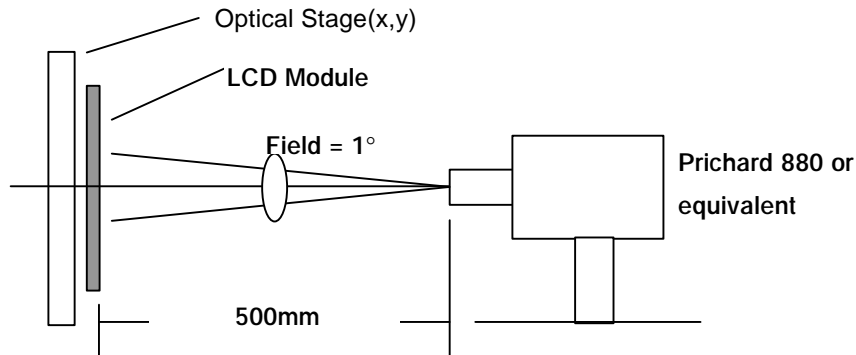 Optical Stage(x,y)
LCD Module
Field = 1°
Prichard 880 or
equivalent
500mm